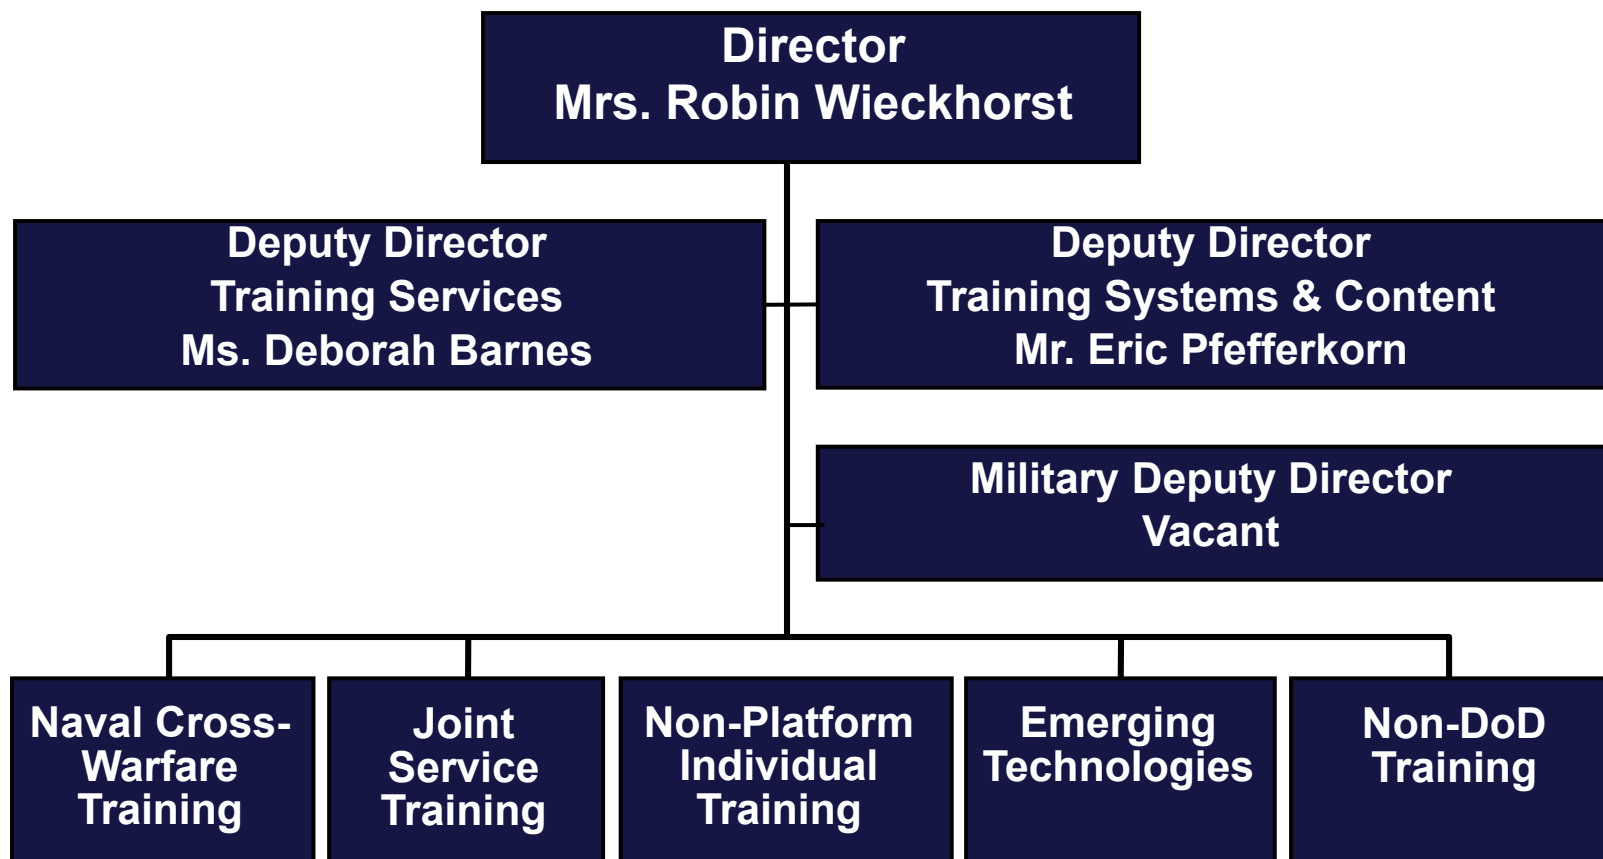 Director
Mrs. Robin Wieckhorst
Deputy Director
Training Services
Ms. Deborah Barnes
Deputy Director
Training Systems & Content
Mr. Eric Pfefferkorn
Military Deputy Director
Vacant
Naval Cross-
Warfare
Training
Joint
Service
Training
Non-Platform
Individual
Training
Emerging
Technologies
Non-DoD
Training